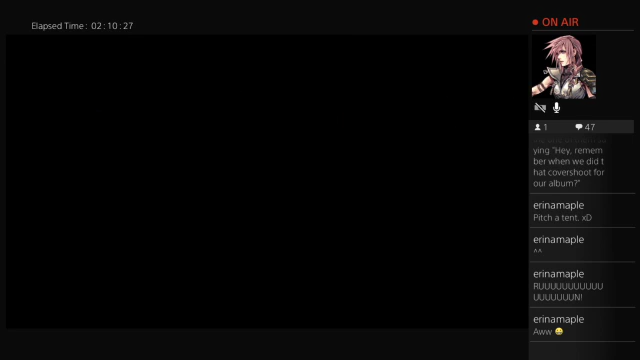 Elapsed Time : 02 : 10 : 27
ON AIR
1
47
ying "Hey, remem
ber when we did t
hat covershoot for
our album?"
erinamaple
Pitch a tent. xD
erinamaple
^^
erinamaple
RUUUUUUUUUUU
UUUUUUUN!
erinamaple
Aww 😂